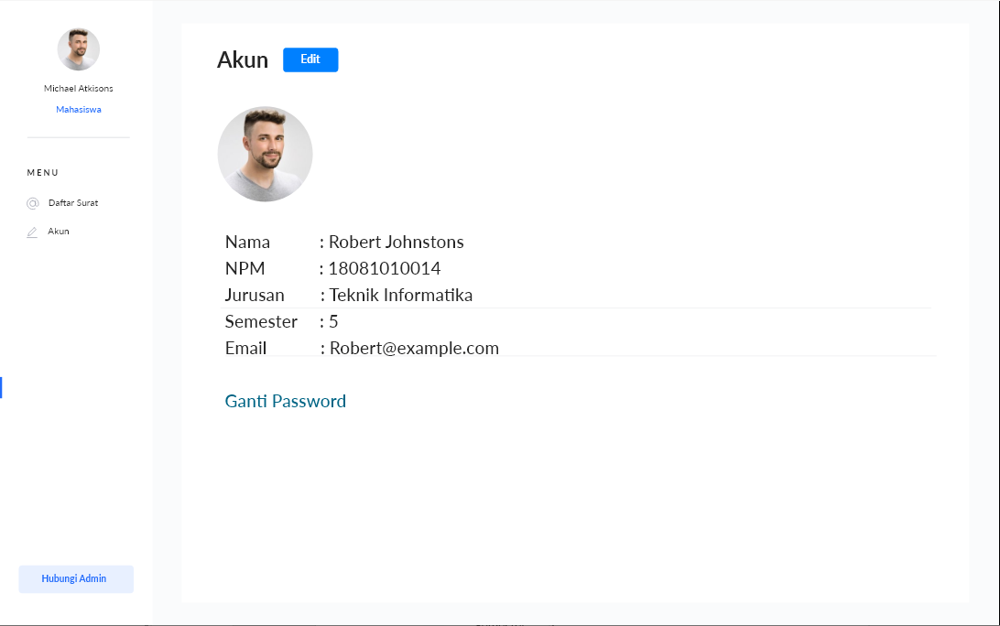 Michael Atkisons
Mahasiswa
MENU
Daftar Surat
Akun
Hubungi Admin
Akun
Edit
Nama : Robert Johnstons
NPM : 18081010014
Jurusan : Teknik Informatika
Semester : 5
Email : Robert@example.com
Ganti Password